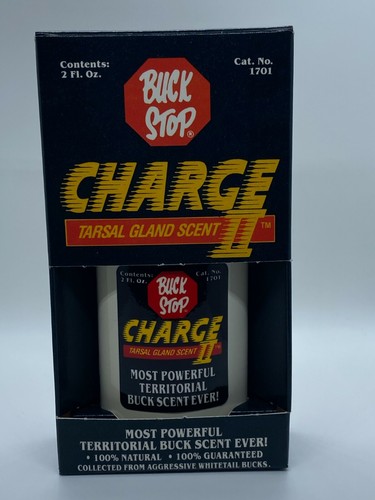 Contents: Cat. No.
2 Fl. Oz. 1701
BUCK
STOP®
CHARGE
TARSAL GLAND SCENT II™
Contents: Cat. No.
2 Fl. Oz. 1701
BUCK
STOP
CHARGE
TARSAL GLAND SCENT II
MOST POWERFUL
TERRITORIAL
BUCK SCENT EVER!
MOST POWERFUL
TERRITORIAL BUCK SCENT EVER!
• 100% NATURAL • 100% GUARANTEED
COLLECTED FROM AGGRESSIVE WHITETAIL BUCKS.